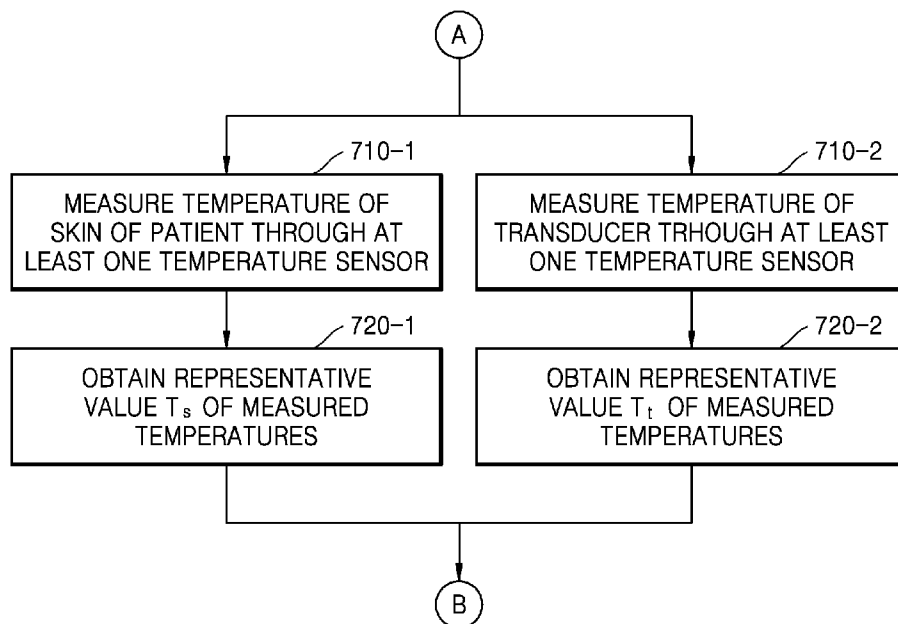 A
710-1
MEASURE TEMPERATURE OF
SKIN OF PATIENT THROUGH AT
LEAST ONE TEMPERATURE SENSOR
710-2
MEASURE TEMPERATURE OF
TRANSDUCER TRHOUGH AT LEAST
ONE TEMPERATURE SENSOR
720-1
OBTAIN REPRESENTATIVE
VALUE Ts OF MEASURED
TEMPERATURES
720-2
OBTAIN REPRESENTATIVE
VALUE Tt OF MEASURED
TEMPERATURES
B